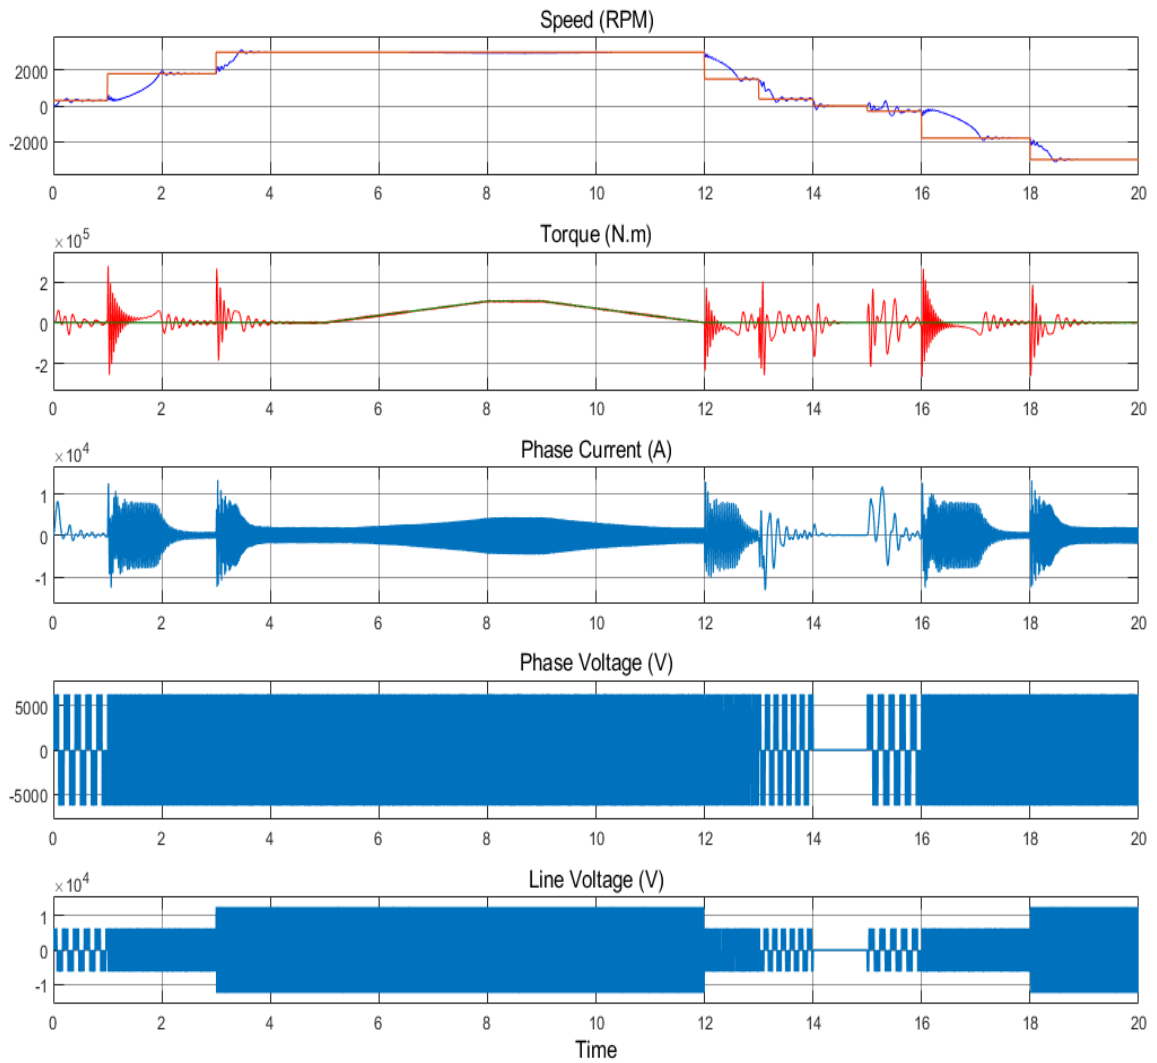 Speed (RPM)
2000
0
-2000
0 2 4 6 8 10 12 14 16 18 20
×10^5
Torque (N.m)
2
0
-2
0 2 4 6 8 10 12 14 16 18 20
×10^4
Phase Current (A)
1
0
-1
0 2 4 6 8 10 12 14 16 18 20
Phase Voltage (V)
5000
0
-5000
0 2 4 6 8 10 12 14 16 18 20
×10^4
Line Voltage (V)
1
0
-1
0 2 4 6 8 10 12 14 16 18 20
Time